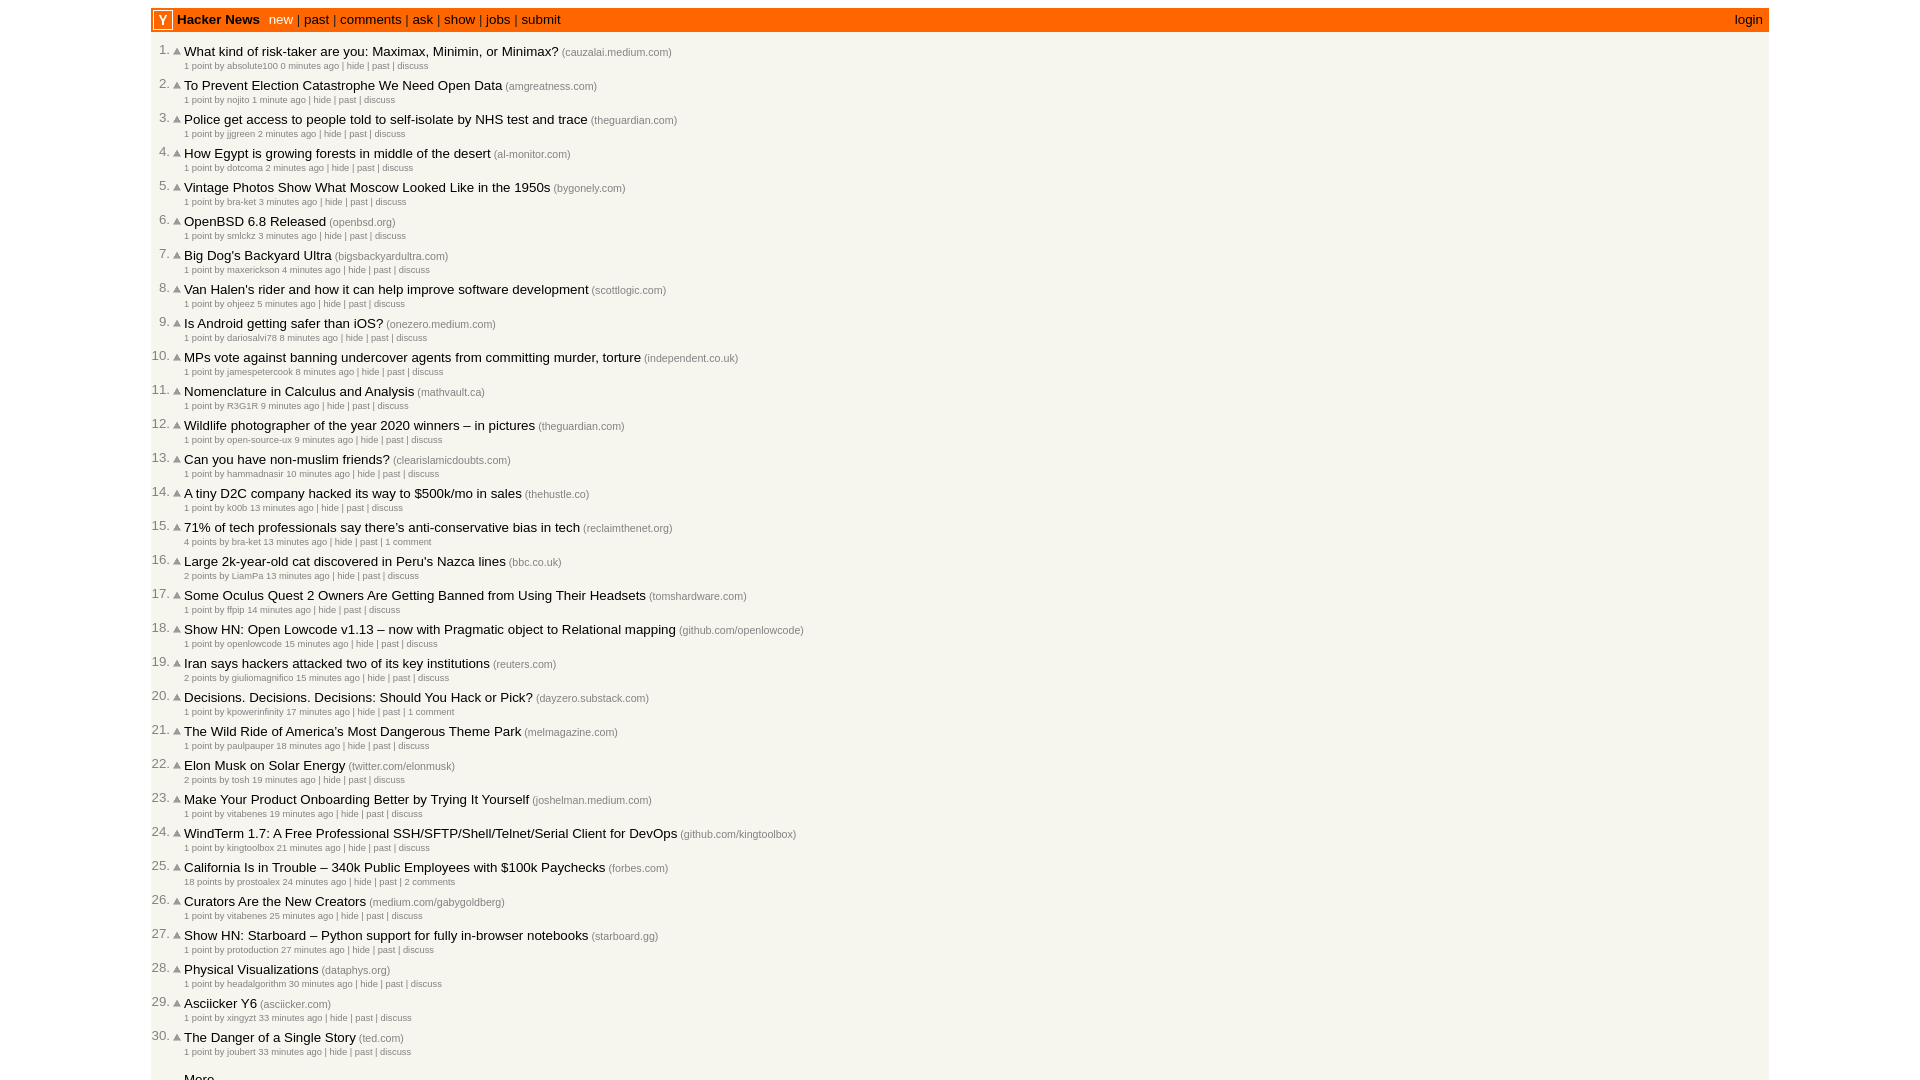 Y Hacker News new | past | comments | ask | show | jobs | submit login
1. What kind of risk-taker are you: Maximax, Minimin, or Minimax? (cauzalai.medium.com)
1 point by absolute100 0 minutes ago | hide | past | discuss
2. To Prevent Election Catastrophe We Need Open Data (amgreatness.com)
1 point by nojito 1 minute ago | hide | past | discuss
3. Police get access to people told to self-isolate by NHS test and trace (theguardian.com)
1 point by jjgreen 2 minutes ago | hide | past | discuss
4. How Egypt is growing forests in middle of the desert (al-monitor.com)
1 point by dotcoma 2 minutes ago | hide | past | discuss
5. Vintage Photos Show What Moscow Looked Like in the 1950s (bygonely.com)
1 point by bra-ket 3 minutes ago | hide | past | discuss
6. OpenBSD 6.8 Released (openbsd.org)
1 point by smlckz 3 minutes ago | hide | past | discuss
7. Big Dog's Backyard Ultra (bigsbackyardultra.com)
1 point by maxerickson 4 minutes ago | hide | past | discuss
8. Van Halen's rider and how it can help improve software development (scottlogic.com)
1 point by ohjeez 5 minutes ago | hide | past | discuss
9. Is Android getting safer than iOS? (onezero.medium.com)
1 point by dariosalvi78 8 minutes ago | hide | past | discuss
10. MPs vote against banning undercover agents from committing murder, torture (independent.co.uk)
1 point by jamespetercook 8 minutes ago | hide | past | discuss
11. Nomenclature in Calculus and Analysis (mathvault.ca)
1 point by R3G1R 9 minutes ago | hide | past | discuss
12. Wildlife photographer of the year 2020 winners – in pictures (theguardian.com)
1 point by open-source-ux 9 minutes ago | hide | past | discuss
13. Can you have non-muslim friends? (clearislamicdoubts.com)
1 point by hammadnasir 10 minutes ago | hide | past | discuss
14. A tiny D2C company hacked its way to $500k/mo in sales (thehustle.co)
1 point by k00b 13 minutes ago | hide | past | discuss
15. 71% of tech professionals say there’s anti-conservative bias in tech (reclaimthenet.org)
4 points by bra-ket 13 minutes ago | hide | past | 1 comment
16. Large 2k-year-old cat discovered in Peru's Nazca lines (bbc.co.uk)
2 points by LiamPa 13 minutes ago | hide | past | discuss
17. Some Oculus Quest 2 Owners Are Getting Banned from Using Their Headsets (tomshardware.com)
1 point by ffpip 14 minutes ago | hide | past | discuss
18. Show HN: Open Lowcode v1.13 – now with Pragmatic object to Relational mapping (github.com/openlowcode)
1 point by openlowcode 15 minutes ago | hide | past | discuss
19. Iran says hackers attacked two of its key institutions (reuters.com)
2 points by giuliomagnifico 15 minutes ago | hide | past | discuss
20. Decisions. Decisions. Decisions: Should You Hack or Pick? (dayzero.substack.com)
1 point by kpowerinfinity 17 minutes ago | hide | past | 1 comment
21. The Wild Ride of America’s Most Dangerous Theme Park (melmagazine.com)
1 point by paulpauper 18 minutes ago | hide | past | discuss
22. Elon Musk on Solar Energy (twitter.com/elonmusk)
2 points by tosh 19 minutes ago | hide | past | discuss
23. Make Your Product Onboarding Better by Trying It Yourself (joshelman.medium.com)
1 point by vitabenes 19 minutes ago | hide | past | discuss
24. WindTerm 1.7: A Free Professional SSH/SFTP/Shell/Telnet/Serial Client for DevOps (github.com/kingtoolbox)
1 point by kingtoolbox 21 minutes ago | hide | past | discuss
25. California Is in Trouble – 340k Public Employees with $100k Paychecks (forbes.com)
18 points by prostoalex 24 minutes ago | hide | past | 2 comments
26. Curators Are the New Creators (medium.com/gabygoldberg)
1 point by vitabenes 25 minutes ago | hide | past | discuss
27. Show HN: Starboard – Python support for fully in-browser notebooks (starboard.gg)
1 point by protoduction 27 minutes ago | hide | past | discuss
28. Physical Visualizations (dataphys.org)
1 point by headalgorithm 30 minutes ago | hide | past | discuss
29. Asciicker Y6 (asciicker.com)
1 point by xingyzt 33 minutes ago | hide | past | discuss
30. The Danger of a Single Story (ted.com)
1 point by joubert 33 minutes ago | hide | past | discuss
More